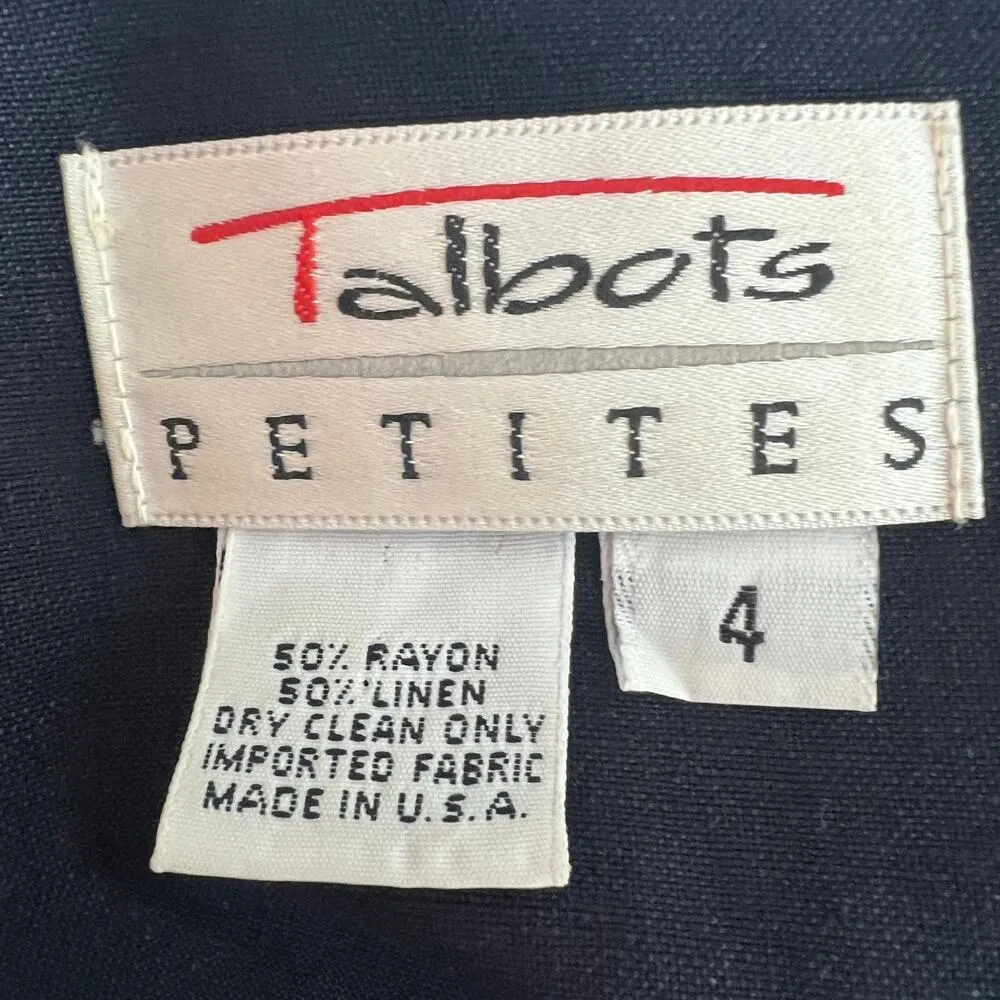 Talbots
PETITES
50% RAYON
50% LINEN
DRY CLEAN ONLY
IMPORTED FABRIC
MADE IN U.S.A.
4